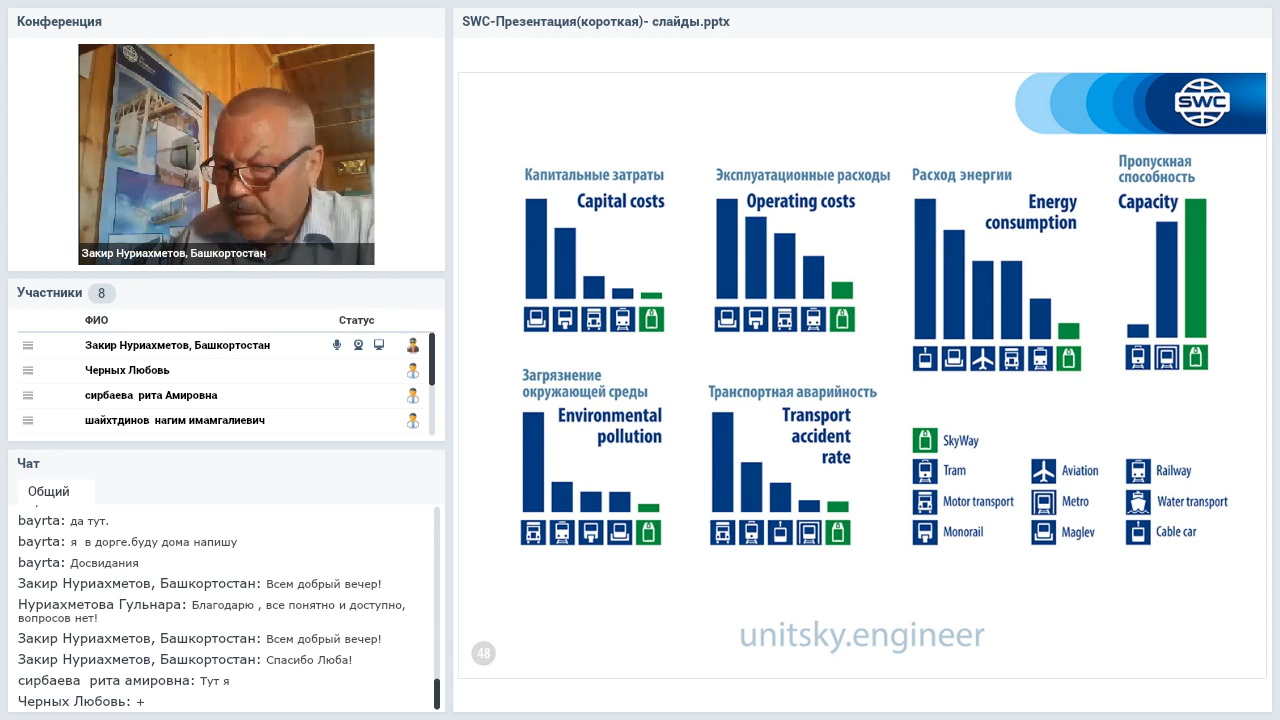 Конференция
Закир Нуриахметов, Башкортостан
Участники 8
ФИО Статус
Закир Нуриахметов, Башкортостан
Черных Любовь
сирбаева рита Амировна
шайхтдинов нагим имамгалиевич
Чат
Общий
bayrta: да тут.
bayrta: я в дорге.буду дома напишу
bayrta: Досвидания
Закир Нуриахметов, Башкортостан: Всем добрый вечер!
Нуриахметова Гульнара: Благодарю , все понятно и доступно,
вопросов нет!
Закир Нуриахметов, Башкортостан: Всем добрый вечер!
Закир Нуриахметов, Башкортостан: Спасибо Люба!
сирбаева рита амировна: Тут я
Черных Любовь: +
SWC-Презентация(короткая)- слайды.pptx
SWC
Капитальные затраты
Capital costs
Эксплуатационные расходы
Operating costs
Расход энергии
Energy
consumption
Пропускная
способность
Capacity
Загрязнение
окружающей среды
Environmental
pollution
Транспортная аварийность
Transport
accident
rate
SkyWay
Tram
Aviation
Railway
Motor transport
Metro
Water transport
Monorail
Maglev
Cable car
unitsky.engineer
48